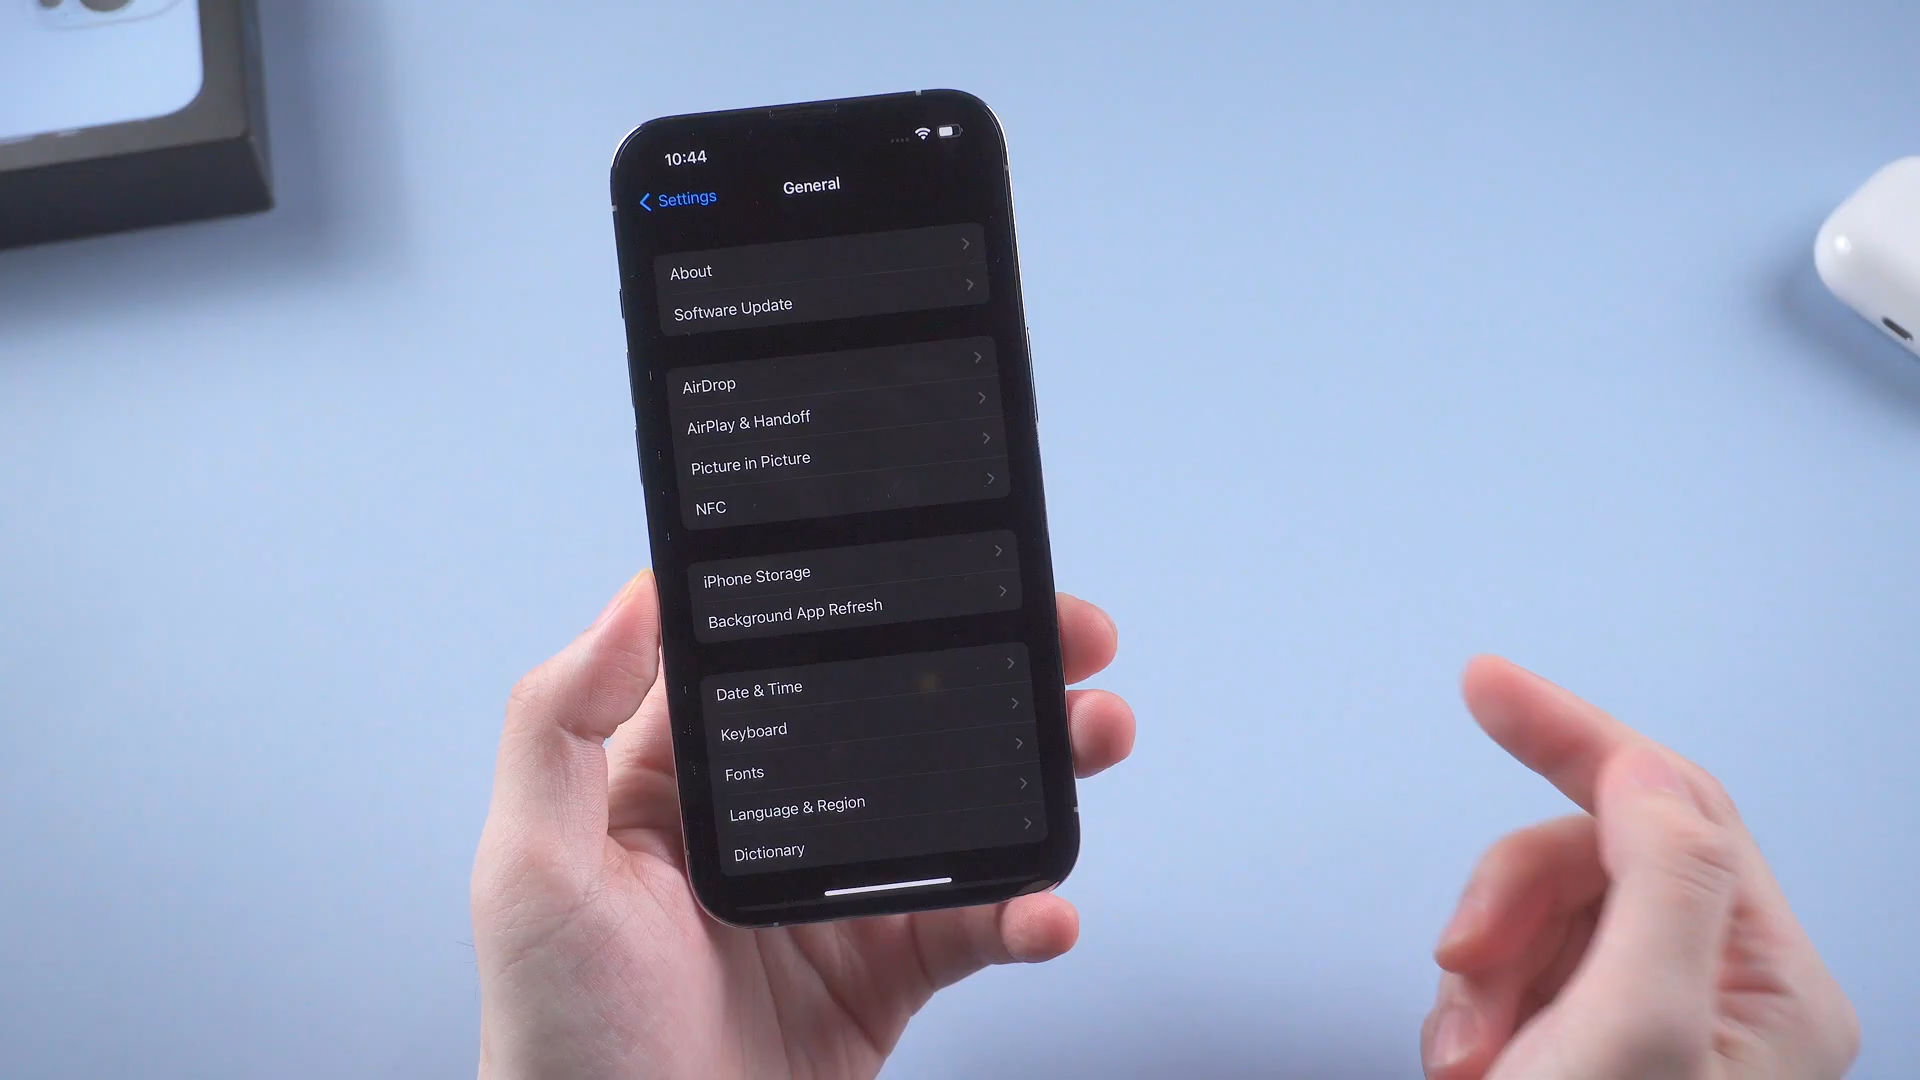 10:44
Settings
General
About
Software Update
AirDrop
AirPlay & Handoff
Picture in Picture
NFC
iPhone Storage
Background App Refresh
Date & Time
Keyboard
Fonts
Language & Region
Dictionary